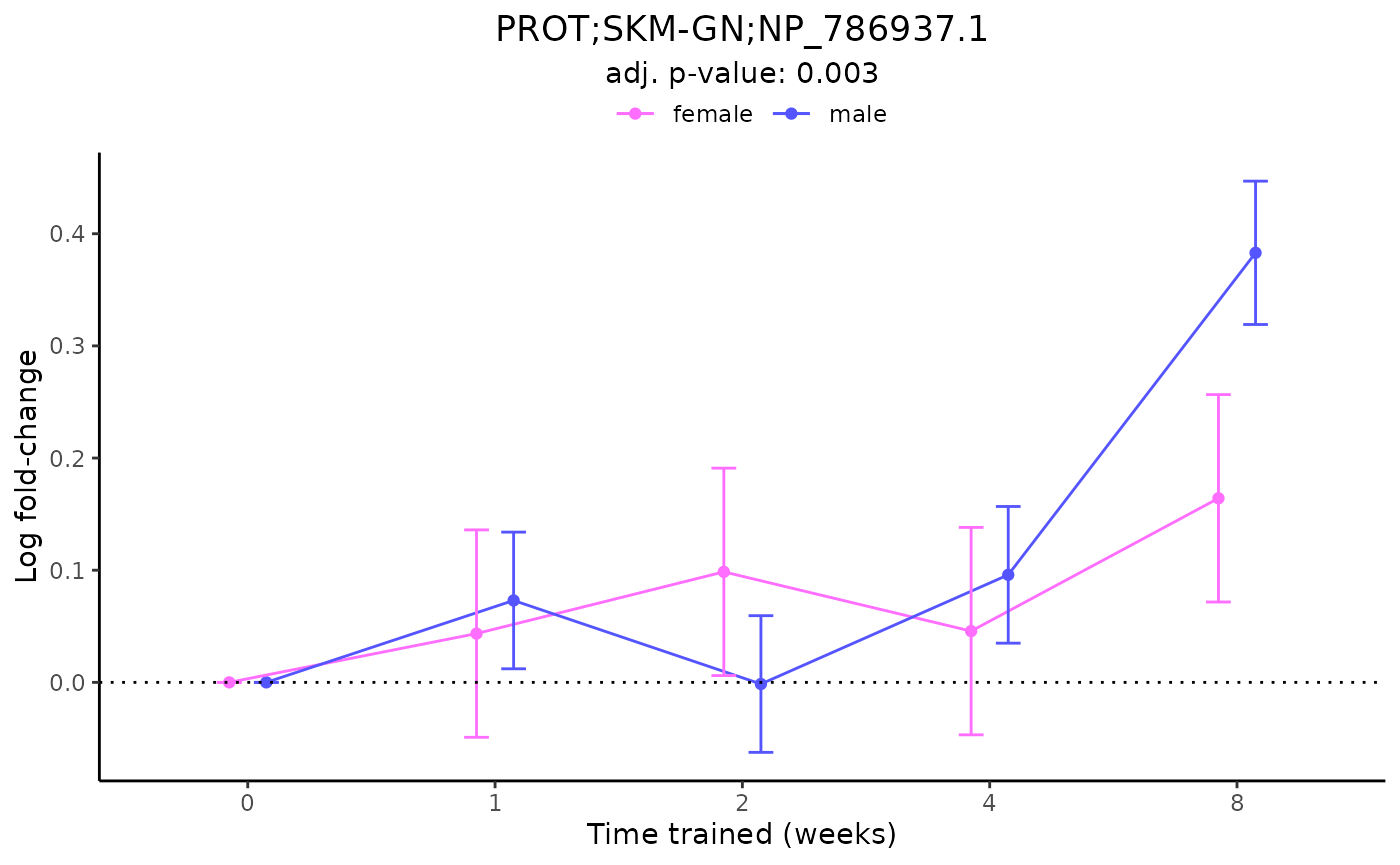 PROT;SKM-GN;NP_786937.1
adj. p-value: 0.003
female male
Log fold-change
0.4
0.3
0.2
0.1
0.0
0 1 2 4 8
Time trained (weeks)